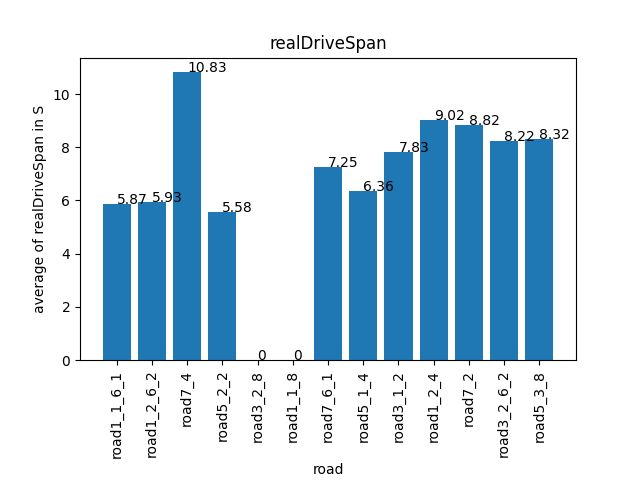 realDriveSpan
average of realDriveSpan in S
10
8
6
4
2
0
5.87
5.93
10.83
5.58
0
0
7.25
6.36
7.83
9.02
8.82
8.22
8.32
road1_1_6_1
road1_2_6_2
road7_4
road5_2_2
road3_2_8
road1_1_8
road7_6_1
road5_1_4
road3_1_2
road1_2_4
road7_2
road3_2_6_2
road5_3_8
road